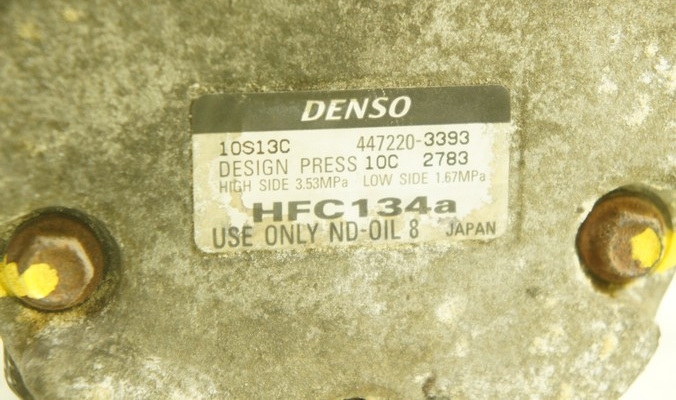 DENSO
10S13C 447220-3393
DESIGN PRESS 10C 2783
HIGH SIDE 3.53MPa LOW SIDE 1.67MPa
HFC134a
USE ONLY ND-OIL 8 JAPAN